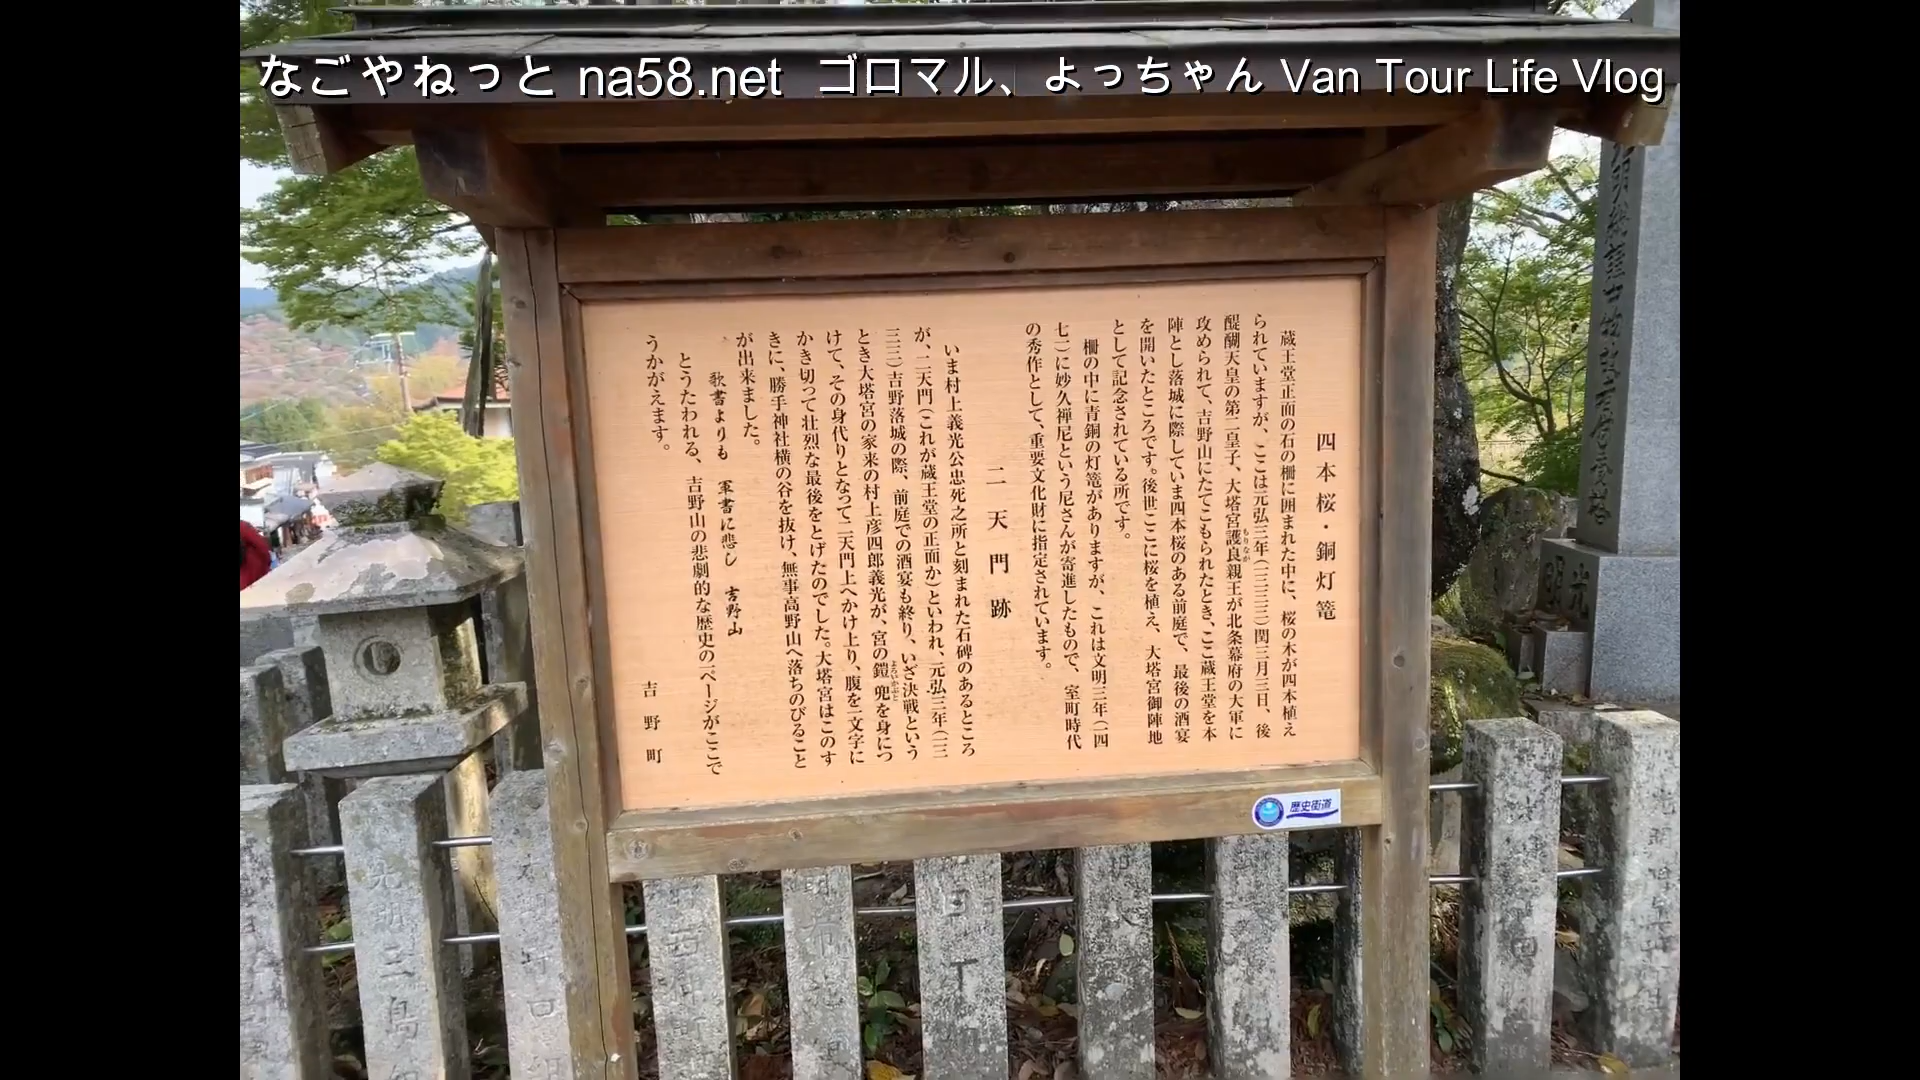 なごやねっと na58.net ゴロマル、よっちゃん Van Tour Life Vlog
四本桜・銅灯篭
蔵王堂正面の石の柵に囲まれた中に、桜の木が四本植え
られていますが、ここは元弘三年(一三三三)閏三月三日、後
醍醐天皇の第二皇子、大塔宮護良親王が北条幕府の大軍に
もりなが
攻められて、吉野山にたてこもられたとき、ここ蔵王堂を本
陣とし落城に際していま四本桜のある前庭で、最後の酒宴
を開いたところです。後世ここに桜を植え、大塔宮御陣地
として記念されている所です。
柵の中に青銅の灯篭がありますが、これは文明三年(一四
七一)に妙久禅尼という尼さんが寄進したもので、室町時代
の秀作として、重要文化財に指定されています。
二天門跡
いま村上義光公忠死之所と刻まれた石碑のあるところ
が、二天門(これが蔵王堂の正面か)といわれ、元弘三年(一三
三三)吉野落城の際、前庭での酒宴も終り、いざ決戦という
とき大塔宮の家来の村上彦四郎義光が、宮の鎧兜を身につ
よろいかぶと
けて、その身代りとなって二天門上へかけ上り、腹を一文字に
かき切って壮烈な最後をとげたのでした。大塔宮はこのす
きに、勝手神社横の谷を抜け、無事高野山へ落ちのびること
が出来ました。
歌書よりも 軍書に悲し 吉野山
とうたわれる、吉野山の悲劇的な歴史の一ページがここで
うかがえます。
吉野町
歴史街道